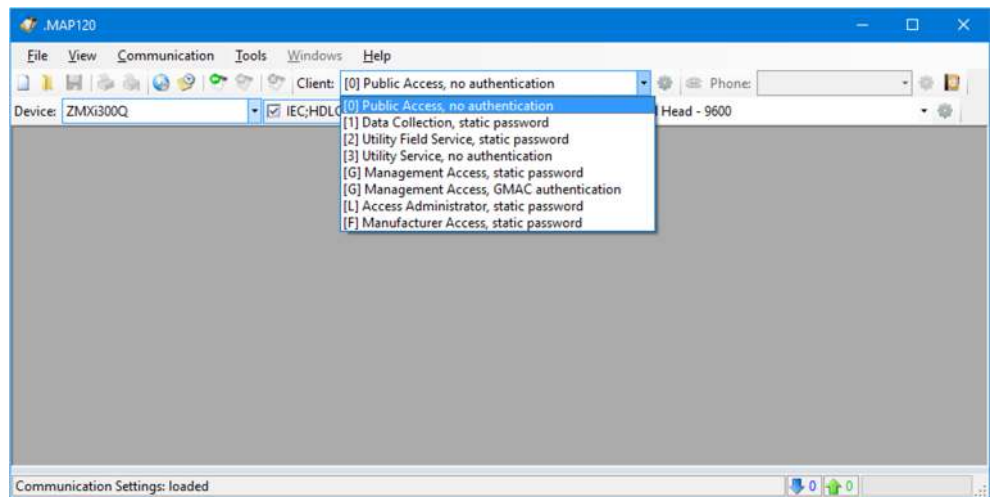 .MAP120
File View Communication Tools Windows Help
Client: [0] Public Access, no authentication Phone:
Device: ZMXi300Q IEC;HDLC Head - 9600
[0] Public Access, no authentication
[1] Data Collection, static password
[2] Utility Field Service, static password
[3] Utility Service, no authentication
[G] Management Access, static password
[G] Management Access, GMAC authentication
[L] Access Administrator, static password
[F] Manufacturer Access, static password
Communication Settings: loaded 0 0